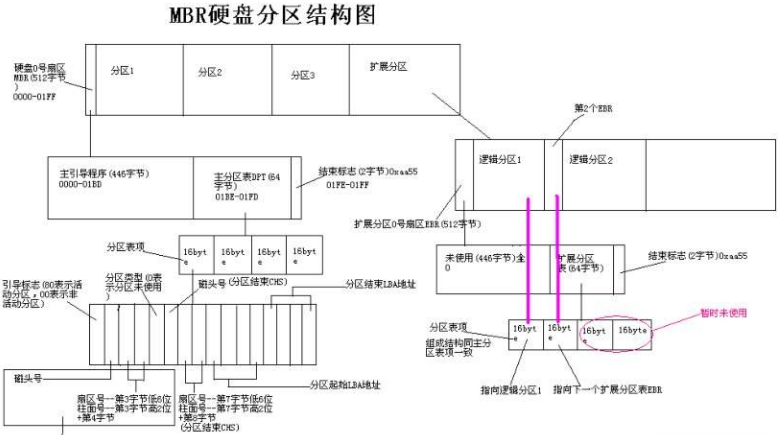 MBR硬盘分区结构图
硬盘0号扇区
MBR(512字节
)
0000-01FF
分区1
分区2
分区3
扩展分区
第2个EBR
逻辑分区1
逻辑分区2
扩展分区0号扇区EBR(512字节)
主引导程序(446字节)
0000-01BD
主分区表DPT(64
字节)
01BE-01FD
结束标志(2字节)0xaa55
01FE-01FF
未使用(446字节)全
0
扩展分区
表(64字节)
结束标志(2字节)0xaa55
分区表项
16byt
e
16byt
e
16byt
e
16byt
e
引导标志(80表示活
动分区，00表示非
活动分区)
分区类型(0表
示分区未使用
)
磁头号(分区结束CHS)
分区结束LBA地址
分区表项
组成结构同主分
区表项一致
16byt
e
16byt
e
16byt
e
16byte
暂时未使用
指向逻辑分区1
指向下一个扩展分区表EBR
磁头号
扇区号--第3字节低6位
柱面号--第3字节高2位
+第4字节
扇区号--第7字节低6位
柱面号--第7字节高2位
+第8字节
(分区结束CHS)
分区起始LBA地址